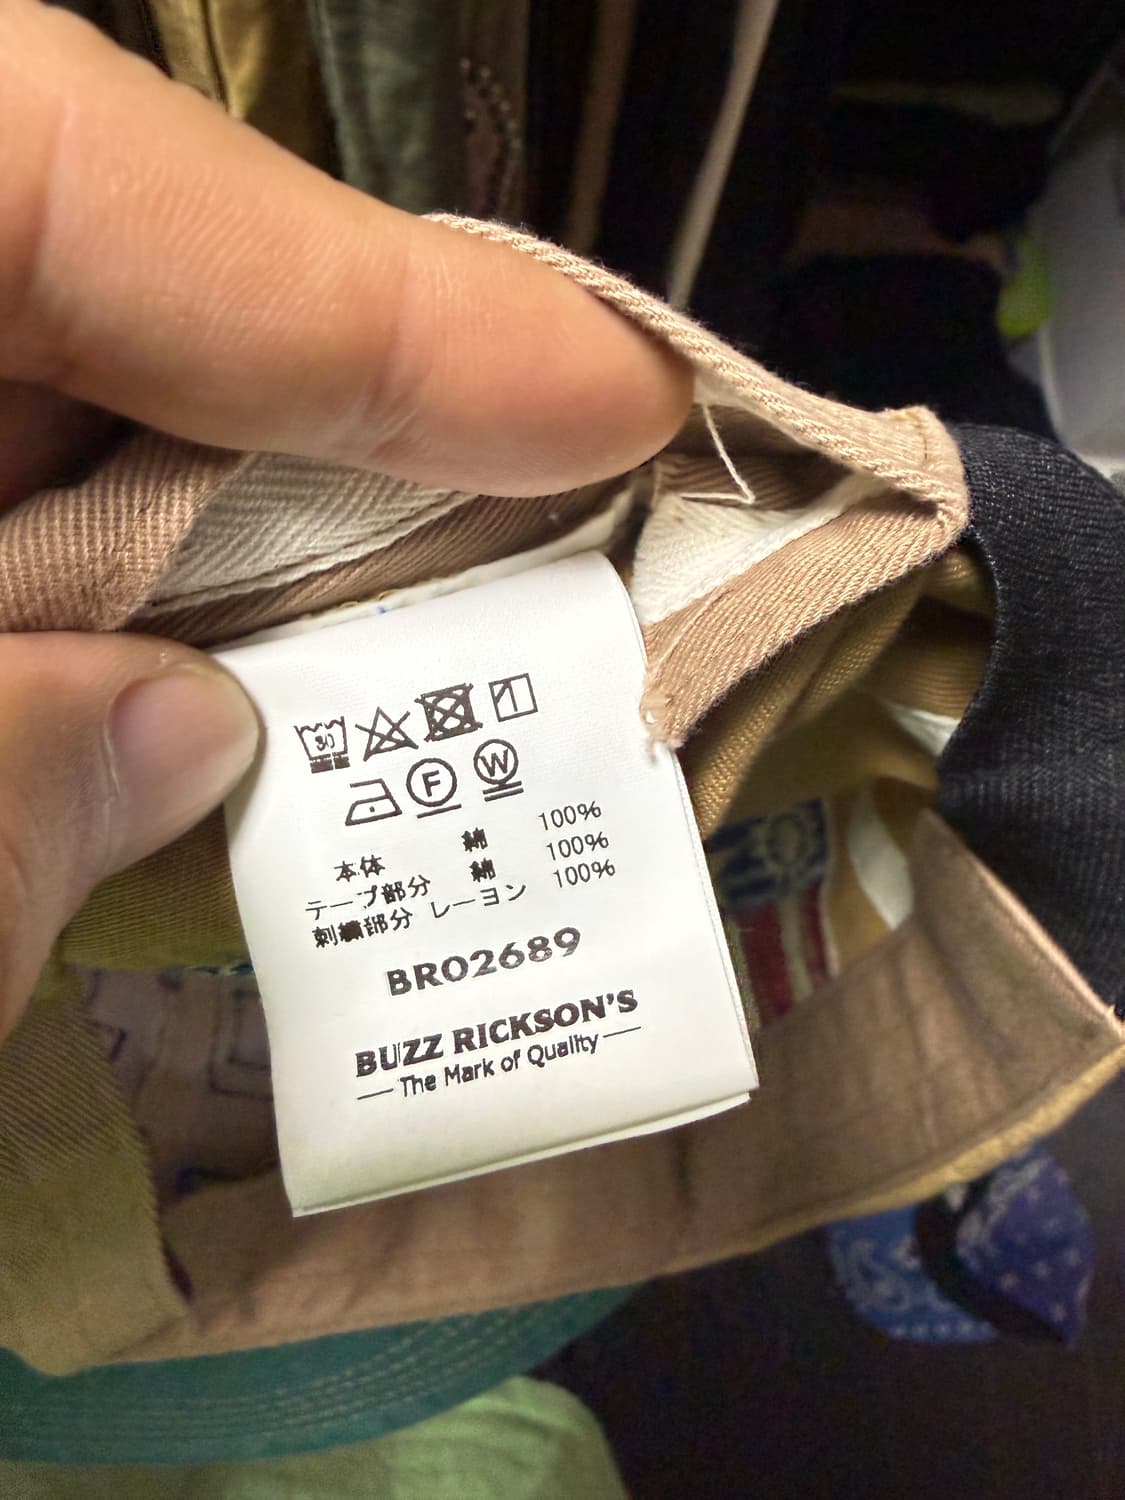 30
F W
本体 綿 100%
テープ部分 綿 100%
刺繍部分 レーヨン 100%
BR02689
BUZZ RICKSON'S
The Mark of Quality